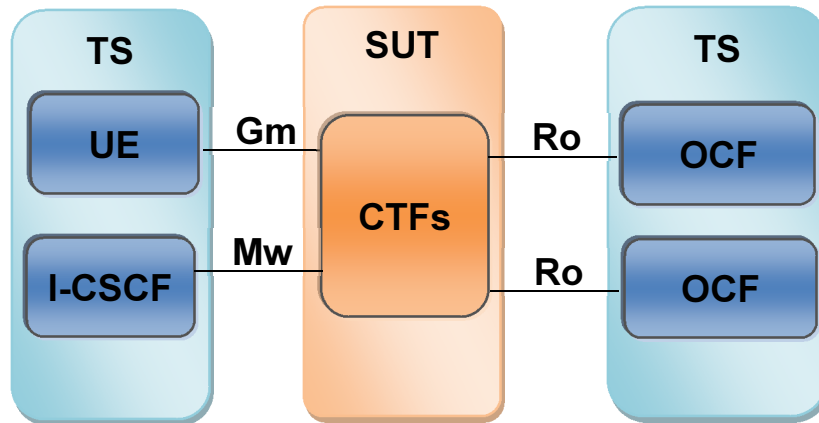 TS
SUT
TS
UE
Gm
Ro
OCF
CTFs
I-CSCF
Mw
Ro
OCF